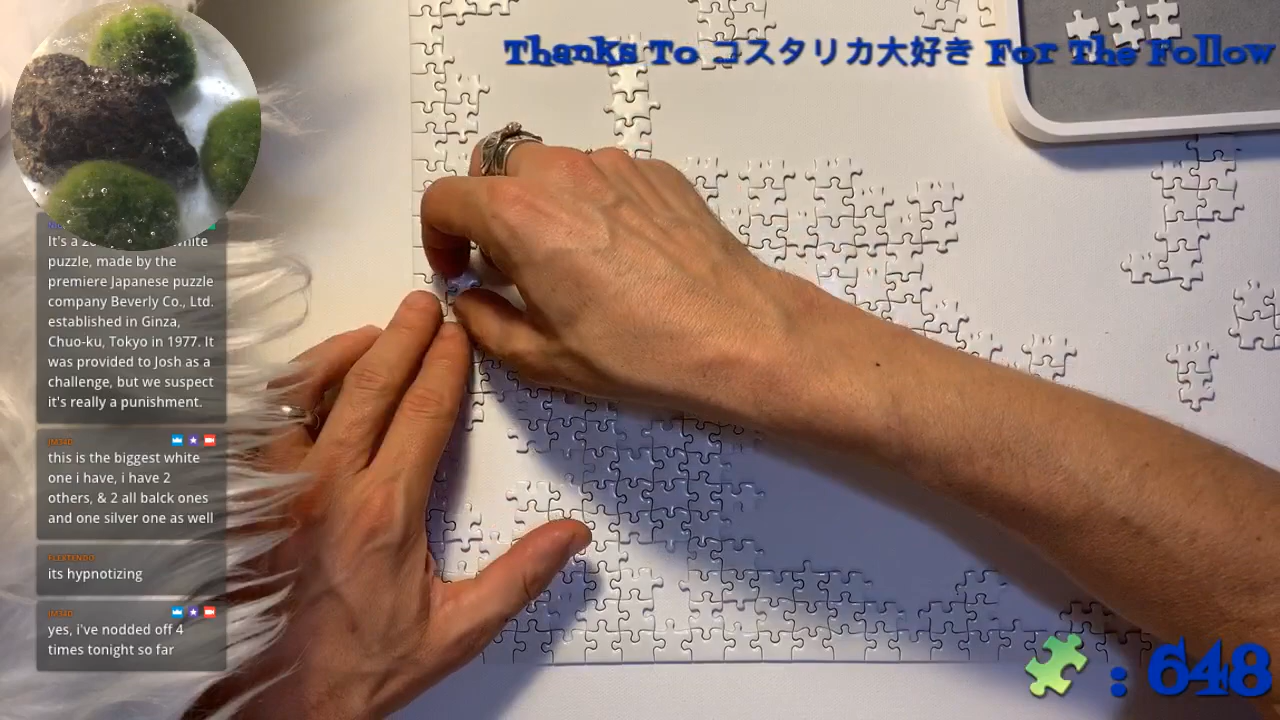 Thanks To コスタリカ大好き For The Follow
white
puzzle, made by the
premiere Japanese puzzle
company Beverly Co., Ltd.
established in Ginza,
Chuo-ku, Tokyo in 1977. It
was provided to Josh as a
challenge, but we suspect
it's really a punishment.
this is the biggest white
one i have, i have 2
others, & 2 all balck ones
and one silver one as well
its hypnotizing
yes, i've nodded off 4
times tonight so far
: 648